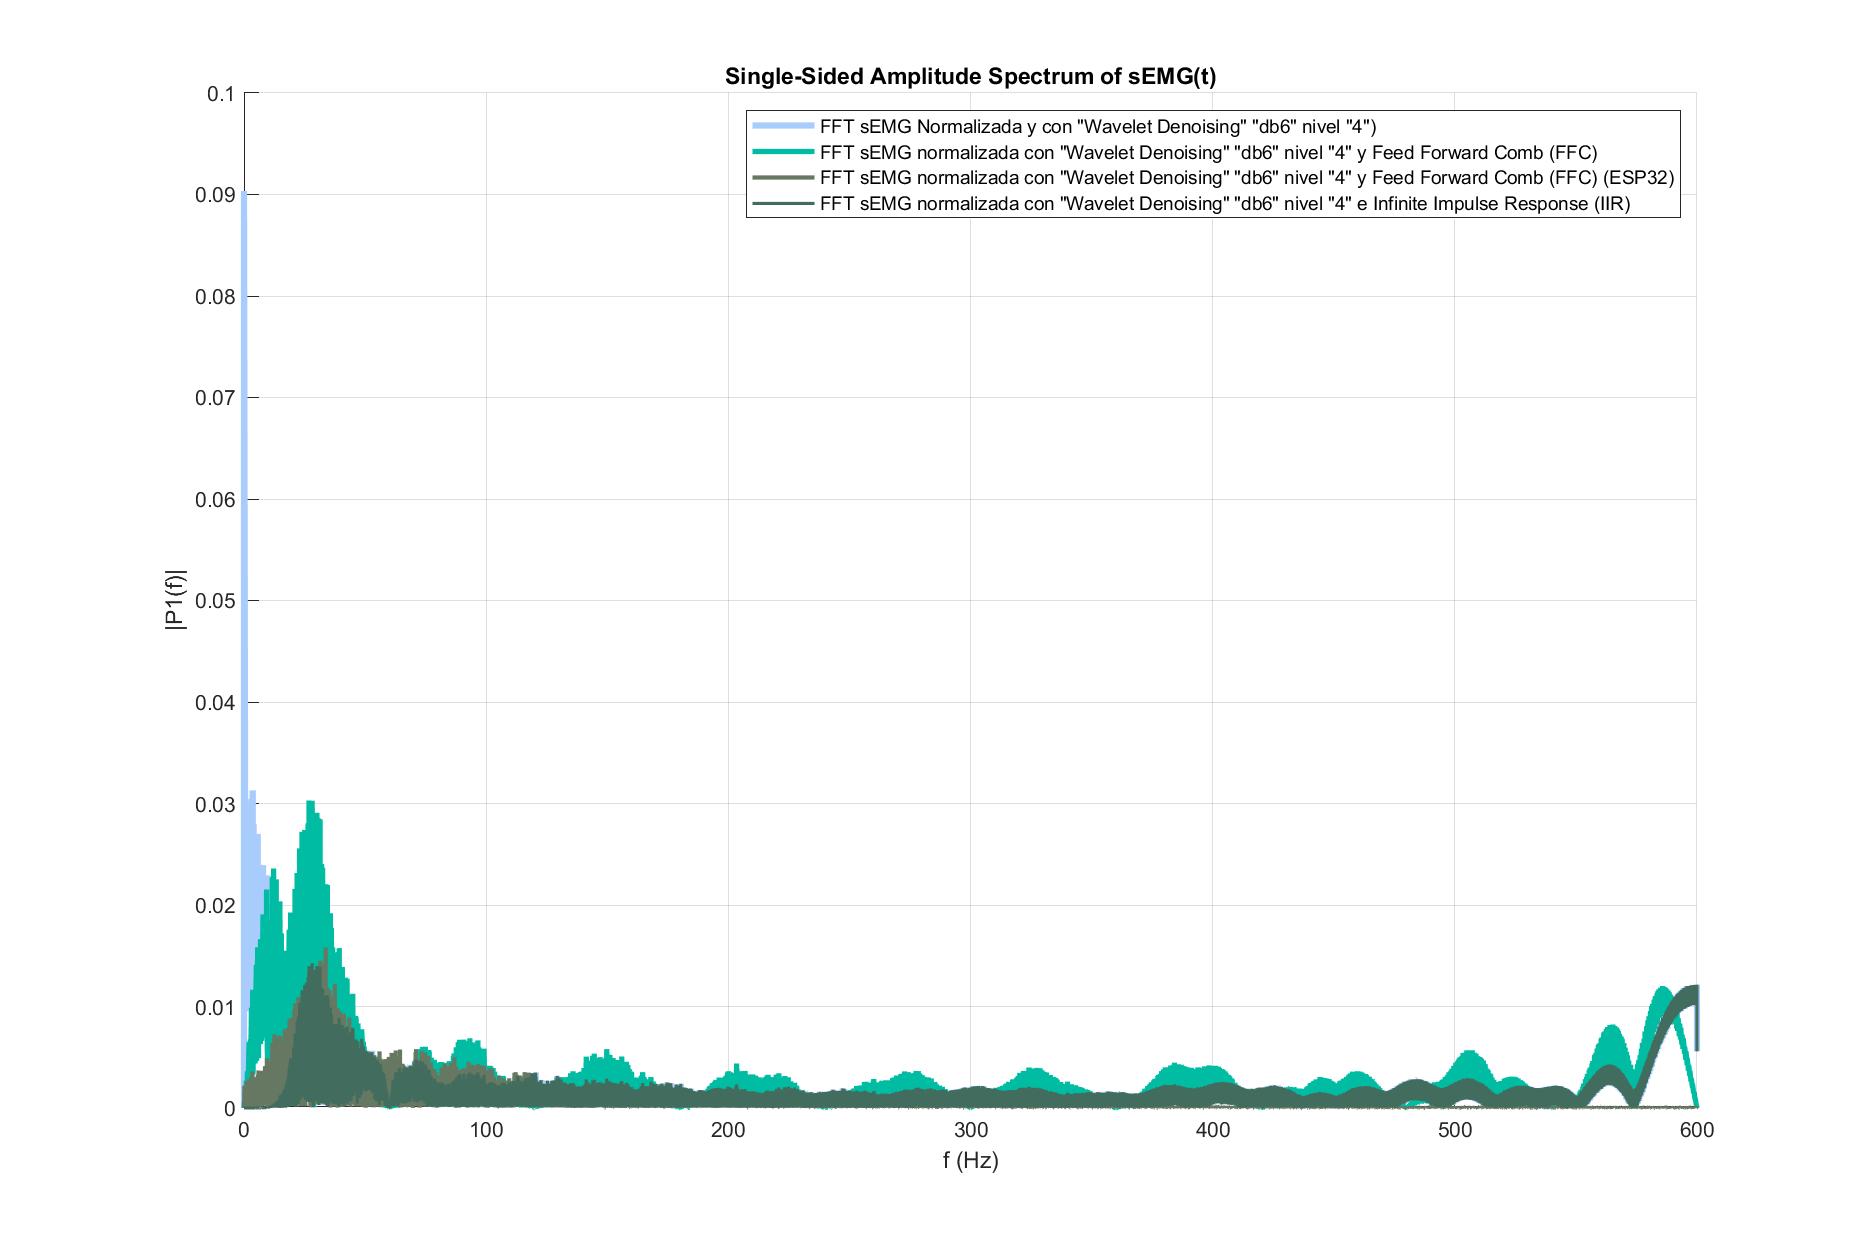 Single-Sided Amplitude Spectrum of sEMG(t)
FFT sEMG Normalizada y con "Wavelet Denoising" "db6" nivel "4")
FFT sEMG normalizada con "Wavelet Denoising" "db6" nivel "4" y Feed Forward Comb (FFC)
FFT sEMG normalizada con "Wavelet Denoising" "db6" nivel "4" y Feed Forward Comb (FFC) (ESP32)
FFT sEMG normalizada con "Wavelet Denoising" "db6" nivel "4" e Infinite Impulse Response (IIR)
0.1
0.09
0.08
0.07
0.06
0.05
0.04
0.03
0.02
0.01
0
|P1(f)|
0 100 200 300 400 500 600
f (Hz)